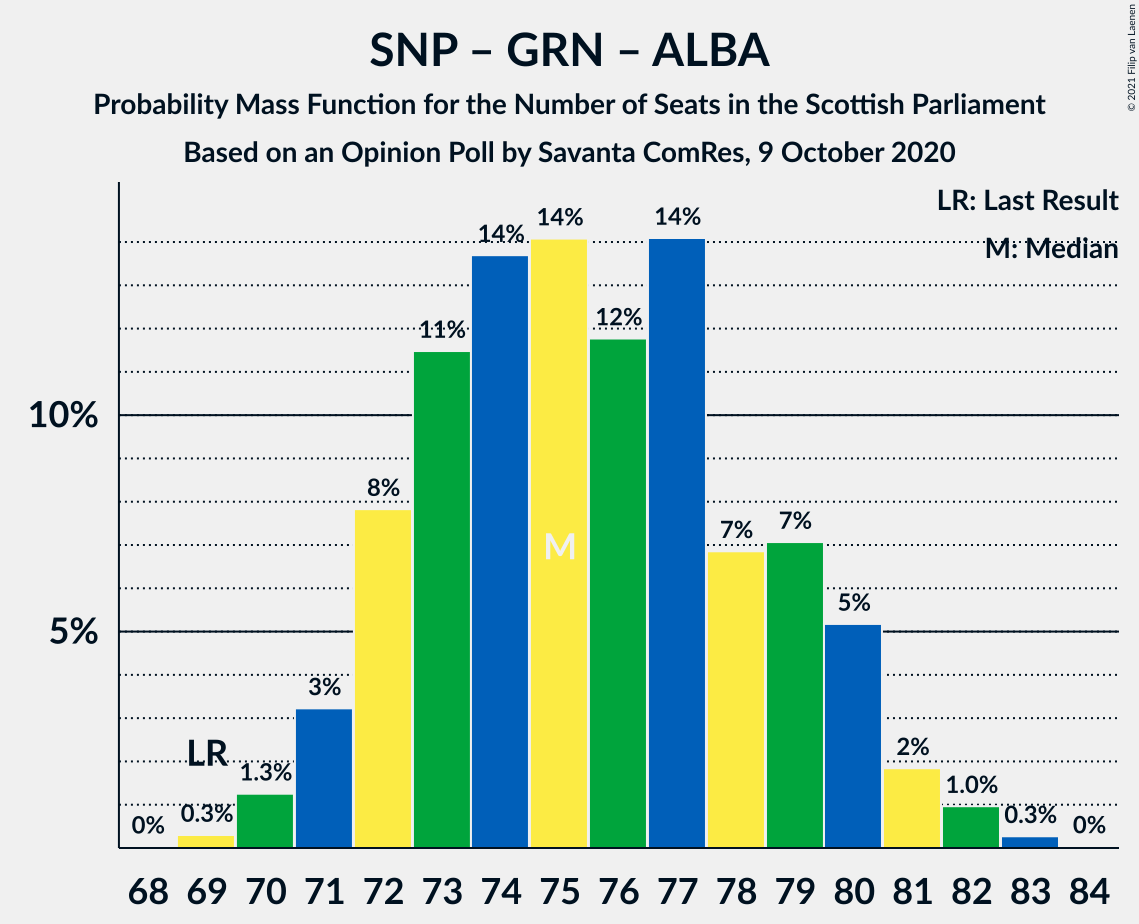 SNP – GRN – ALBA
Probability Mass Function for the Number of Seats in the Scottish Parliament
Based on an Opinion Poll by Savanta ComRes, 9 October 2020
© 2021 Filip van Laenen
LR: Last Result
M: Median
14% 14% 14%
12%
11%
10%
8%
M
7% 7%
5%
5%
3%
LR
2%
1.3%
1.0%
0% 0.3% 0.3% 0%
68 69 70 71 72 73 74 75 76 77 78 79 80 81 82 83 84